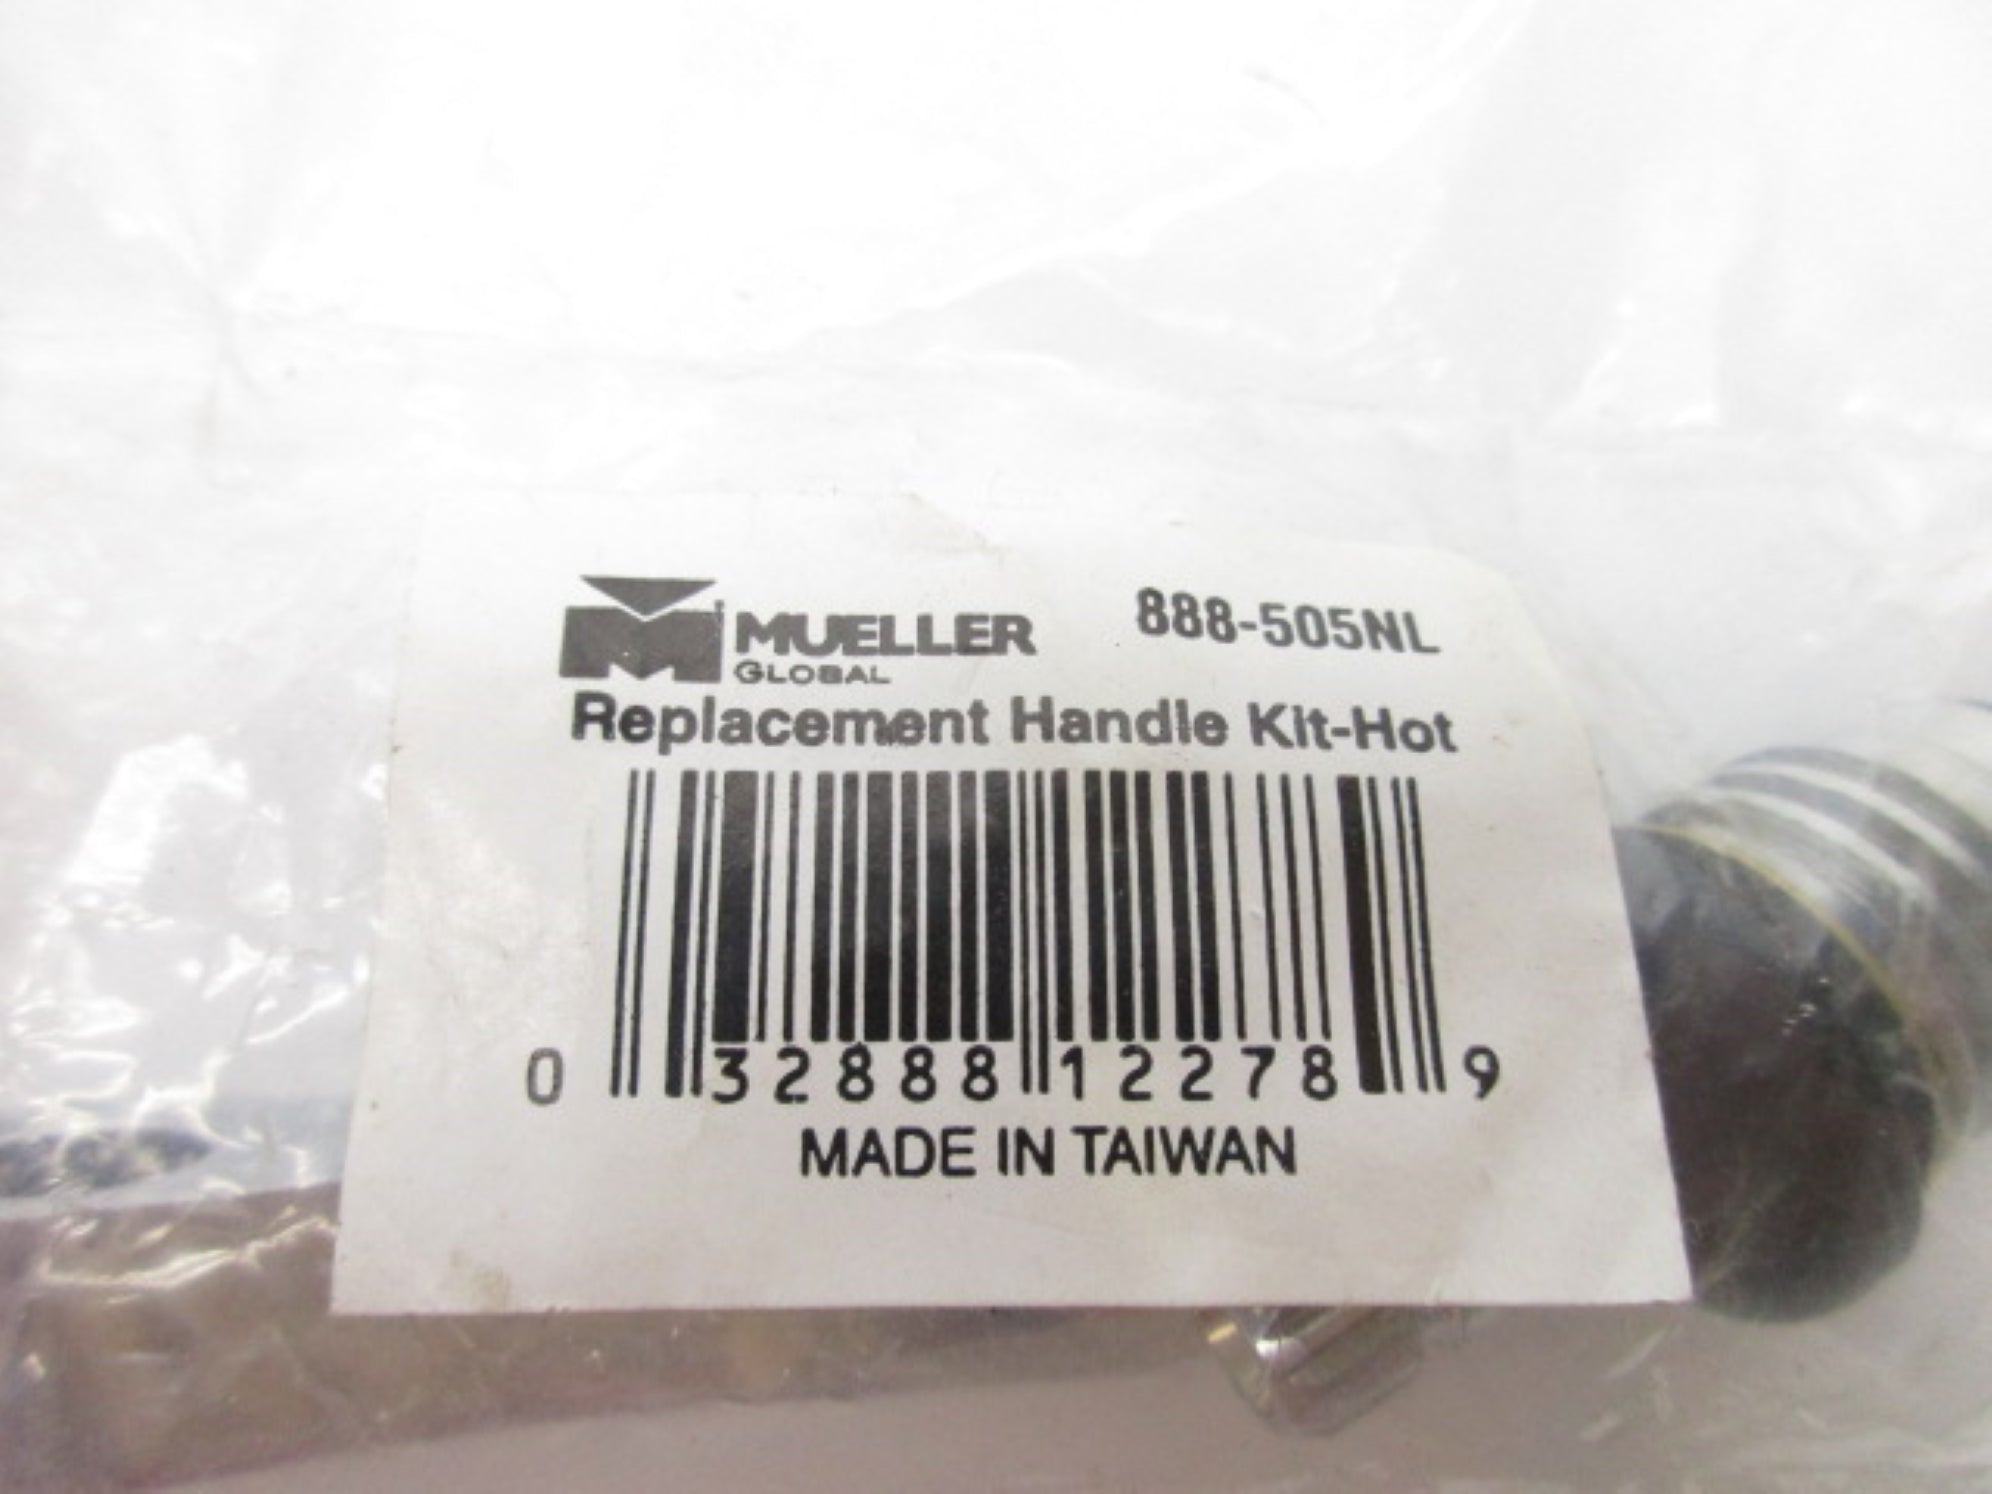 MUELLER 888-505NL
GLOBAL
Replacement Handle Kit-Hot
0 32888 12278 9
MADE IN TAIWAN